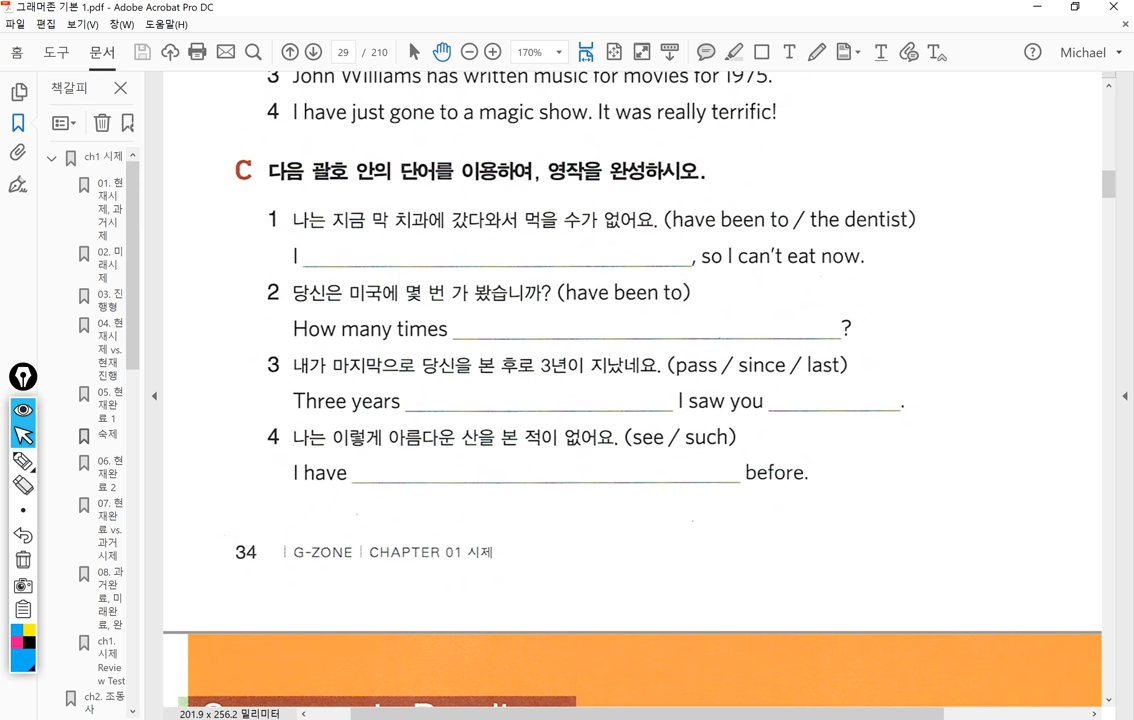 그래머존 기본 1.pdf - Adobe Acrobat Pro DC
파일 편집 보기(V) 창(W) 도움말(H)
홈 도구 문서 29 / 210 170% Michael
책갈피
ch1 시제
01. 현
재시
제, 과
거시
제
02. 미
래시
제
03. 진
행형
04. 현
재시
제 vs.
현재
진행
05. 현
재완
료 1
숙제
06. 현
재완
료 2
07. 현
재완
료 vs.
과거
시제
08. 과
거완
료, 미
래완
료, 완
ch1.
시제
Revie
w Test
ch2. 조동
사
3 John Williams has written music for movies for 1975.
4 I have just gone to a magic show. It was really terrific!
C 다음 괄호 안의 단어를 이용하여, 영작을 완성하시오.
1 나는 지금 막 치과에 갔다와서 먹을 수가 없어요. (have been to / the dentist)
I ______, so I can't eat now.
2 당신은 미국에 몇 번 가 봤습니까? (have been to)
How many times ______?
3 내가 마지막으로 당신을 본 후로 3년이 지났네요. (pass / since / last)
Three years ______ I saw you ______.
4 나는 이렇게 아름다운 산을 본 적이 없어요. (see / such)
I have ______ before.
34 | G-ZONE | CHAPTER 01 시제
201.9 x 256.2 밀리미터